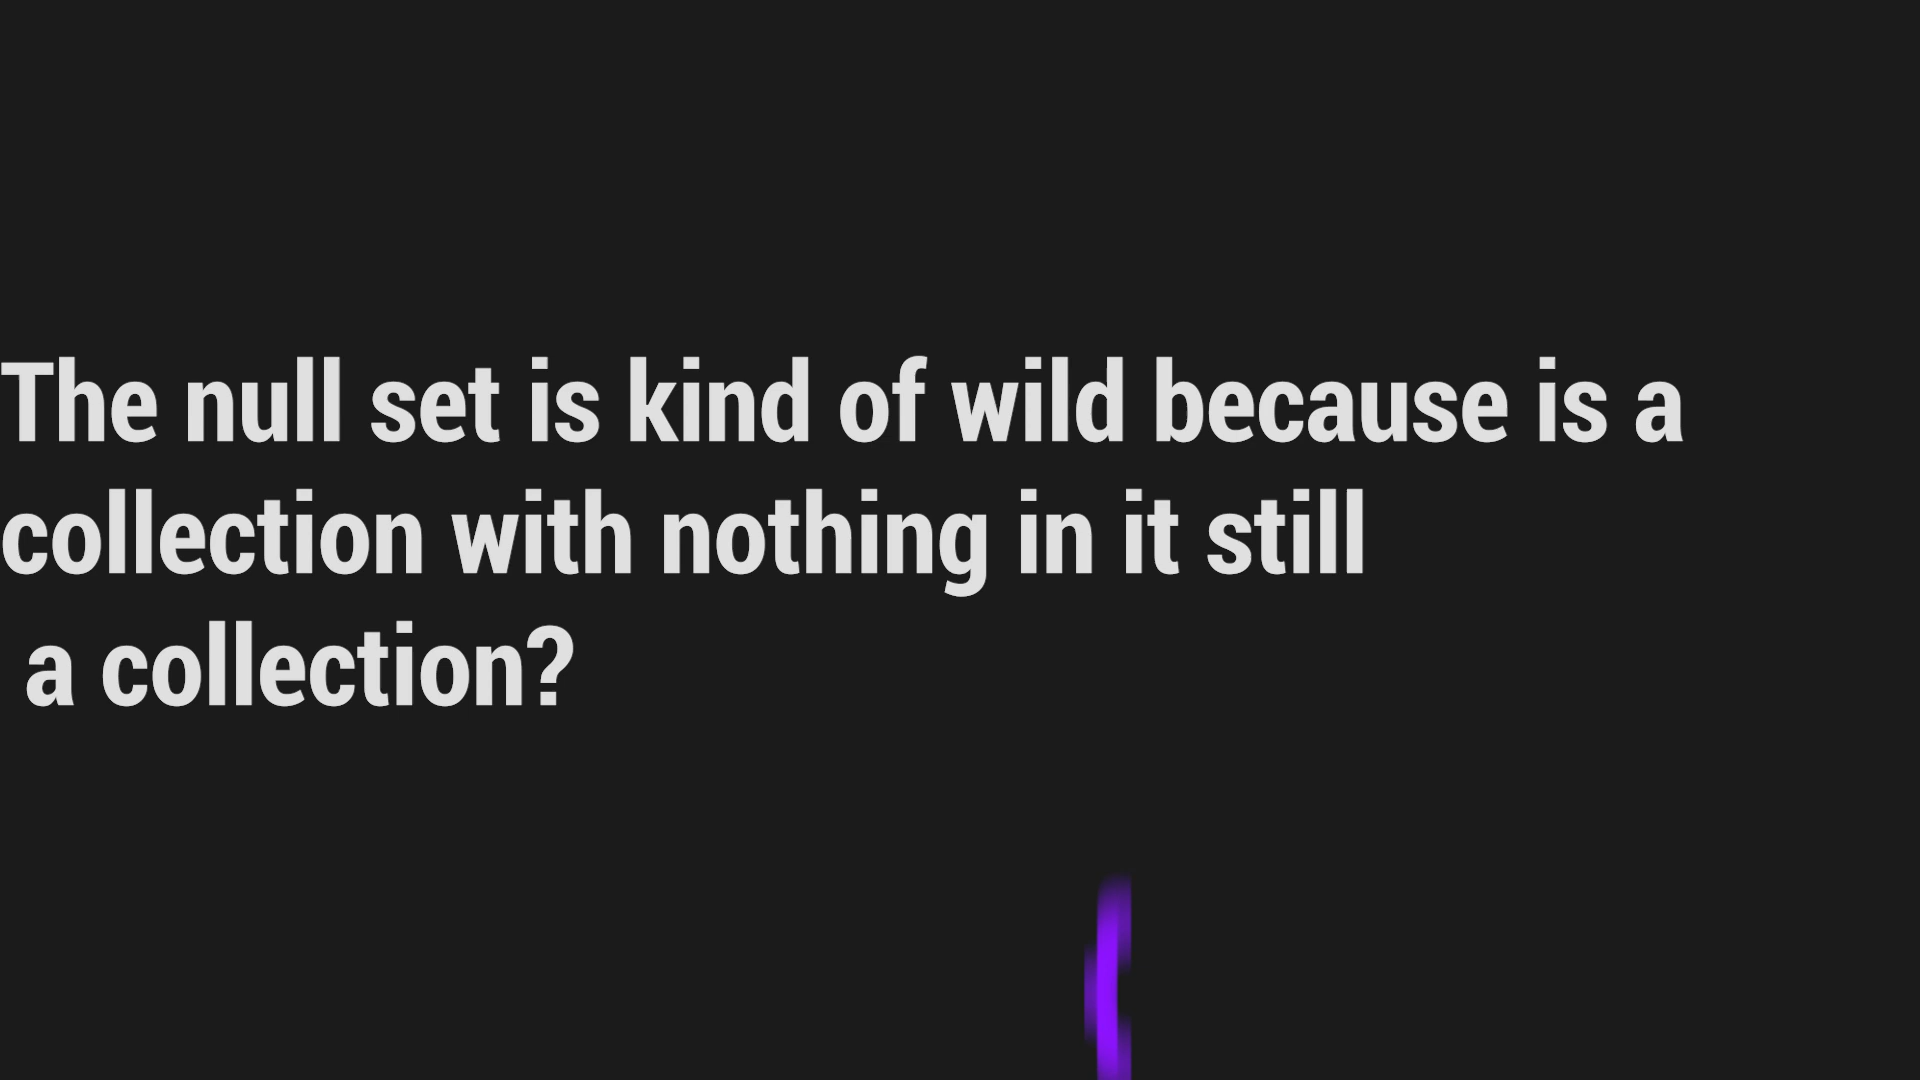 The null set is kind of wild because is a
collection with nothing in it still
a collection?